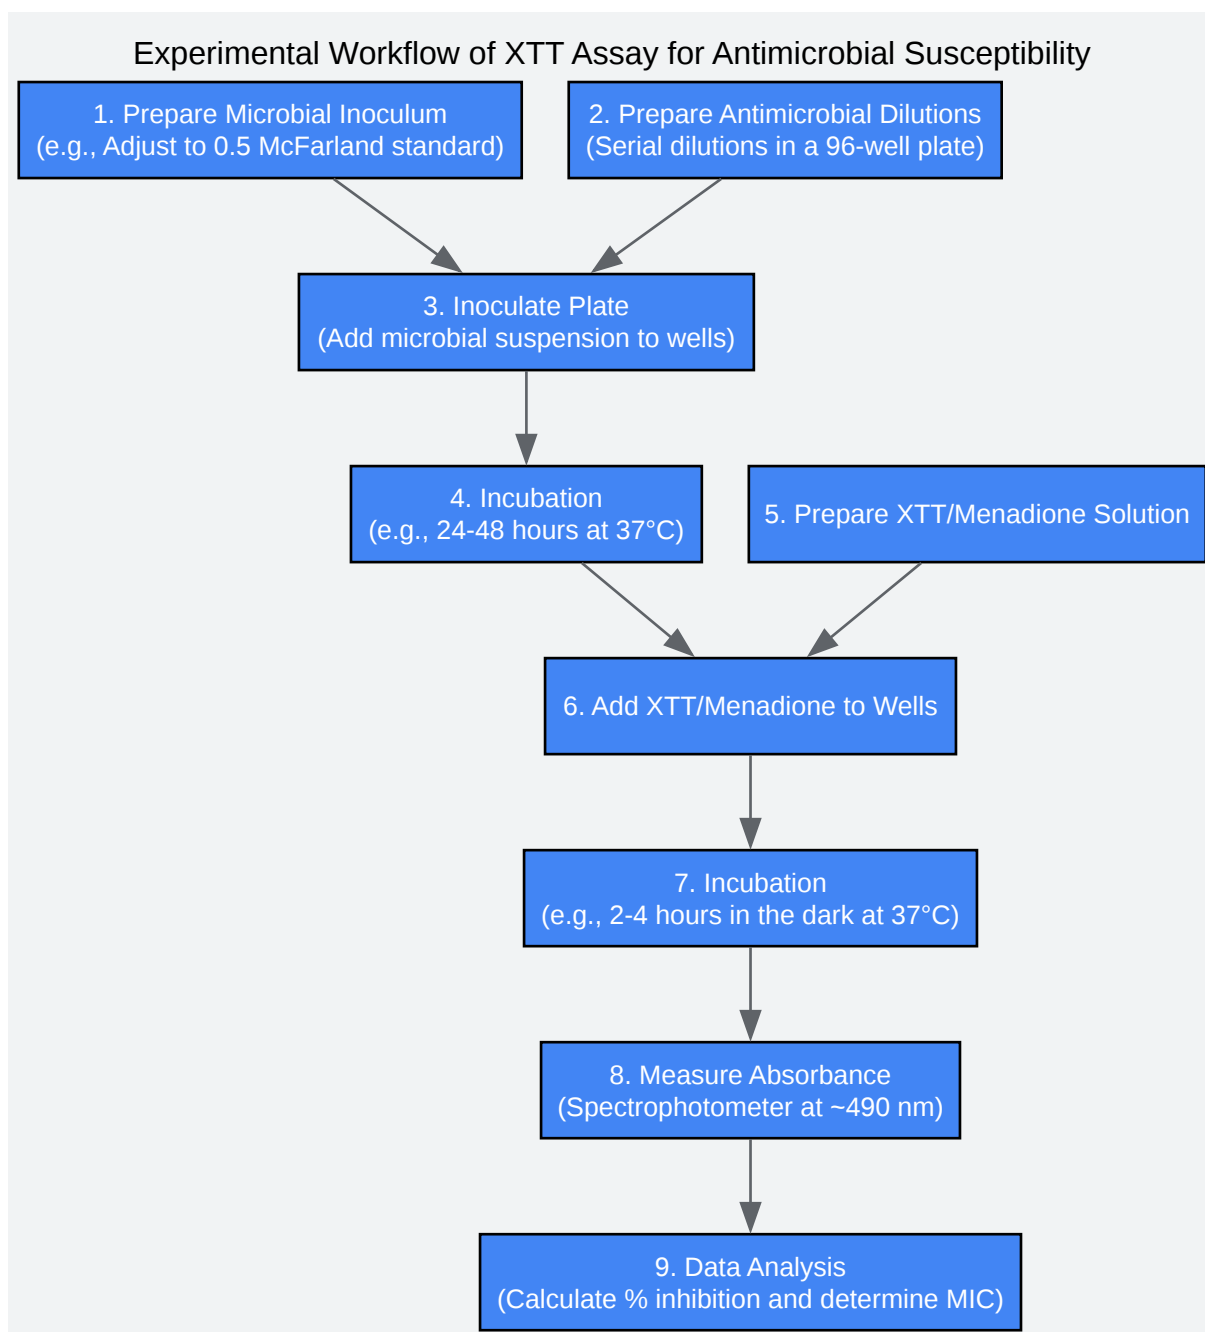 Experimental Workflow of XTT Assay for Antimicrobial Susceptibility
1. Prepare Microbial Inoculum
(e.g., Adjust to 0.5 McFarland standard)
2. Prepare Antimicrobial Dilutions
(Serial dilutions in a 96-well plate)
3. Inoculate Plate
(Add microbial suspension to wells)
4. Incubation
(e.g., 24-48 hours at 37°C)
5. Prepare XTT/Menadione Solution
6. Add XTT/Menadione to Wells
7. Incubation
(e.g., 2-4 hours in the dark at 37°C)
8. Measure Absorbance
(Spectrophotometer at ~490 nm)
9. Data Analysis
(Calculate % inhibition and determine MIC)